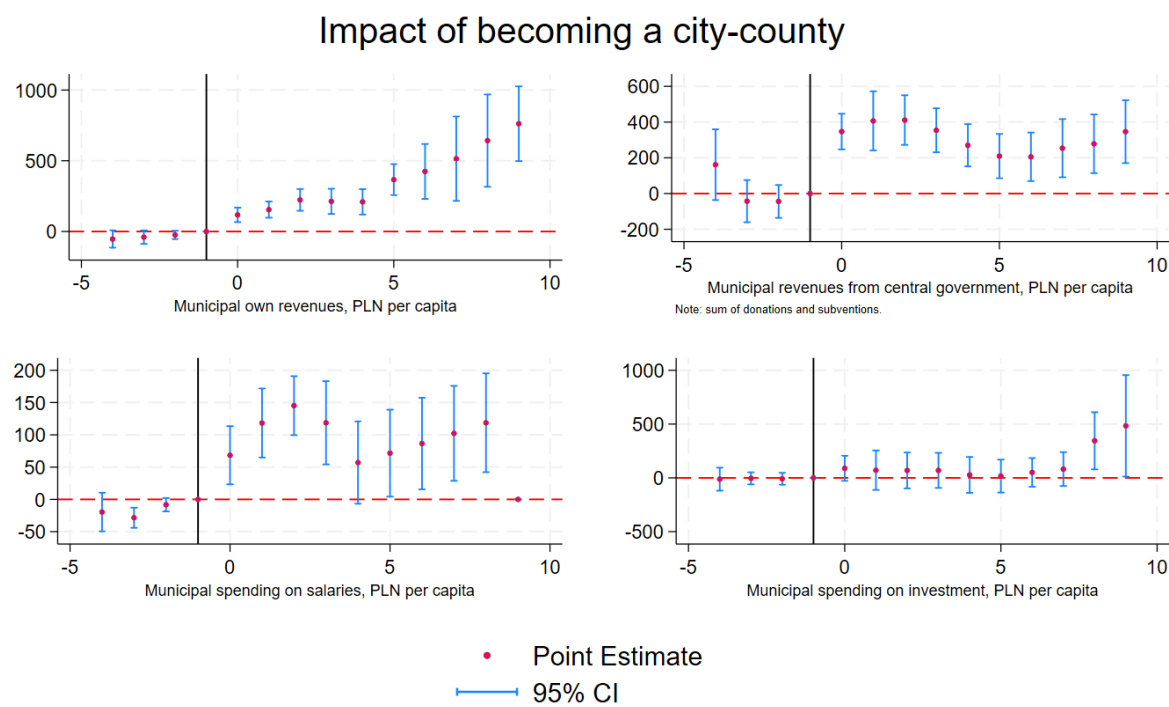 Impact of becoming a city-county
1000
500
0
-5 0 5 10
Municipal own revenues, PLN per capita
600
400
200
0
-200
-5 0 5 10
Municipal revenues from central government, PLN per capita
Note: sum of donations and subventions.
200
150
100
50
0
-50
-5 0 5 10
Municipal spending on salaries, PLN per capita
1000
500
0
-500
-5 0 5 10
Municipal spending on investment, PLN per capita
Point Estimate
95% CI